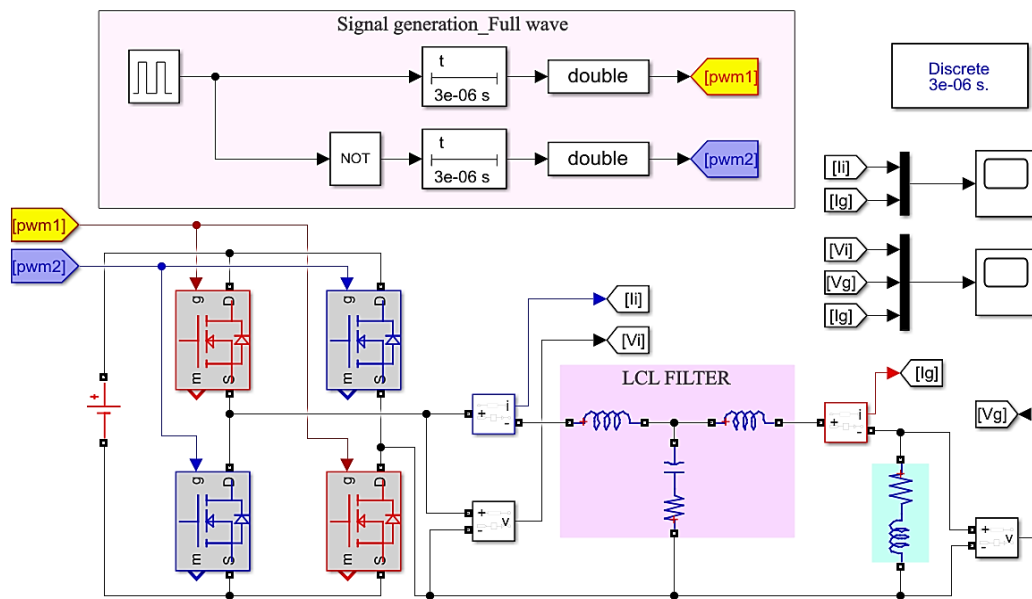 Signal generation_Full wave
t
3e-06 s
double
[pwm1]
NOT
t
3e-06 s
double
[pwm2]
Discrete
3e-06 s.
[Ii]
[Ig]
[Vi]
[Vg]
[Ig]
[pwm1]
[pwm2]
g
D
m
S
g
D
m
S
[Ii]
[Vi]
LCL FILTER
[Ig]
[Vg]
+
i
-
+
i
-
g
D
m
S
g
D
m
S
+
-
v
+
-
v
+